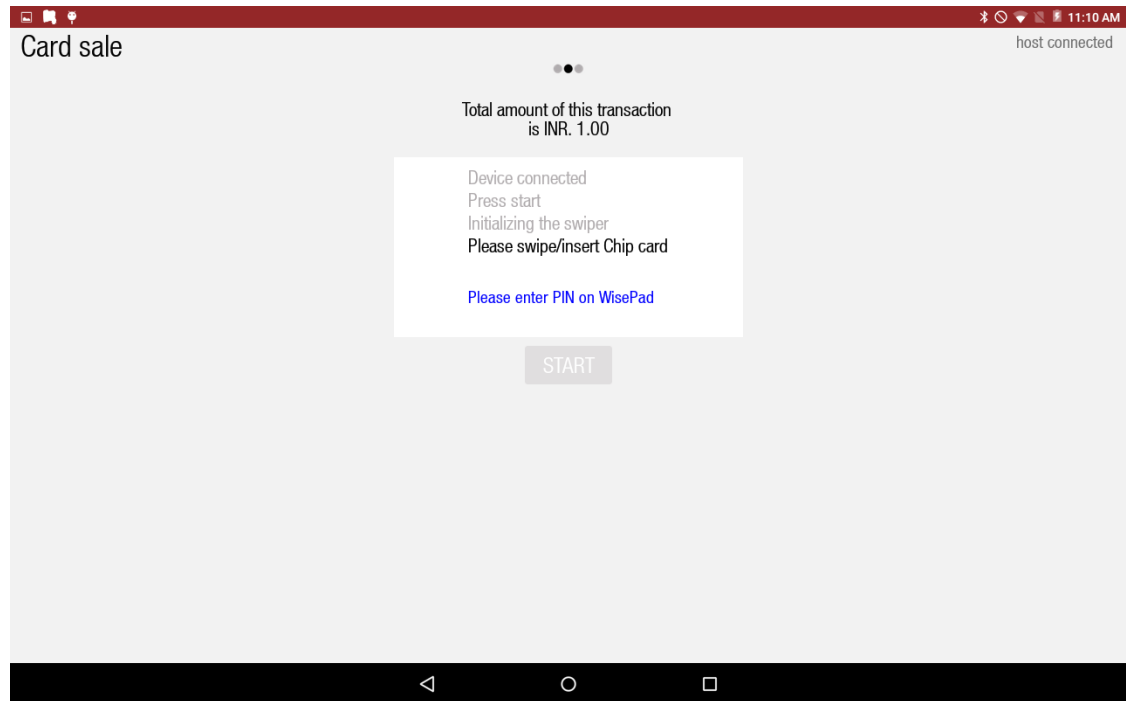 11:10 AM
Card sale
host connected
Total amount of this transaction
is INR. 1.00
Device connected
Press start
Initializing the swiper
Please swipe/insert Chip card
Please enter PIN on WisePad
START